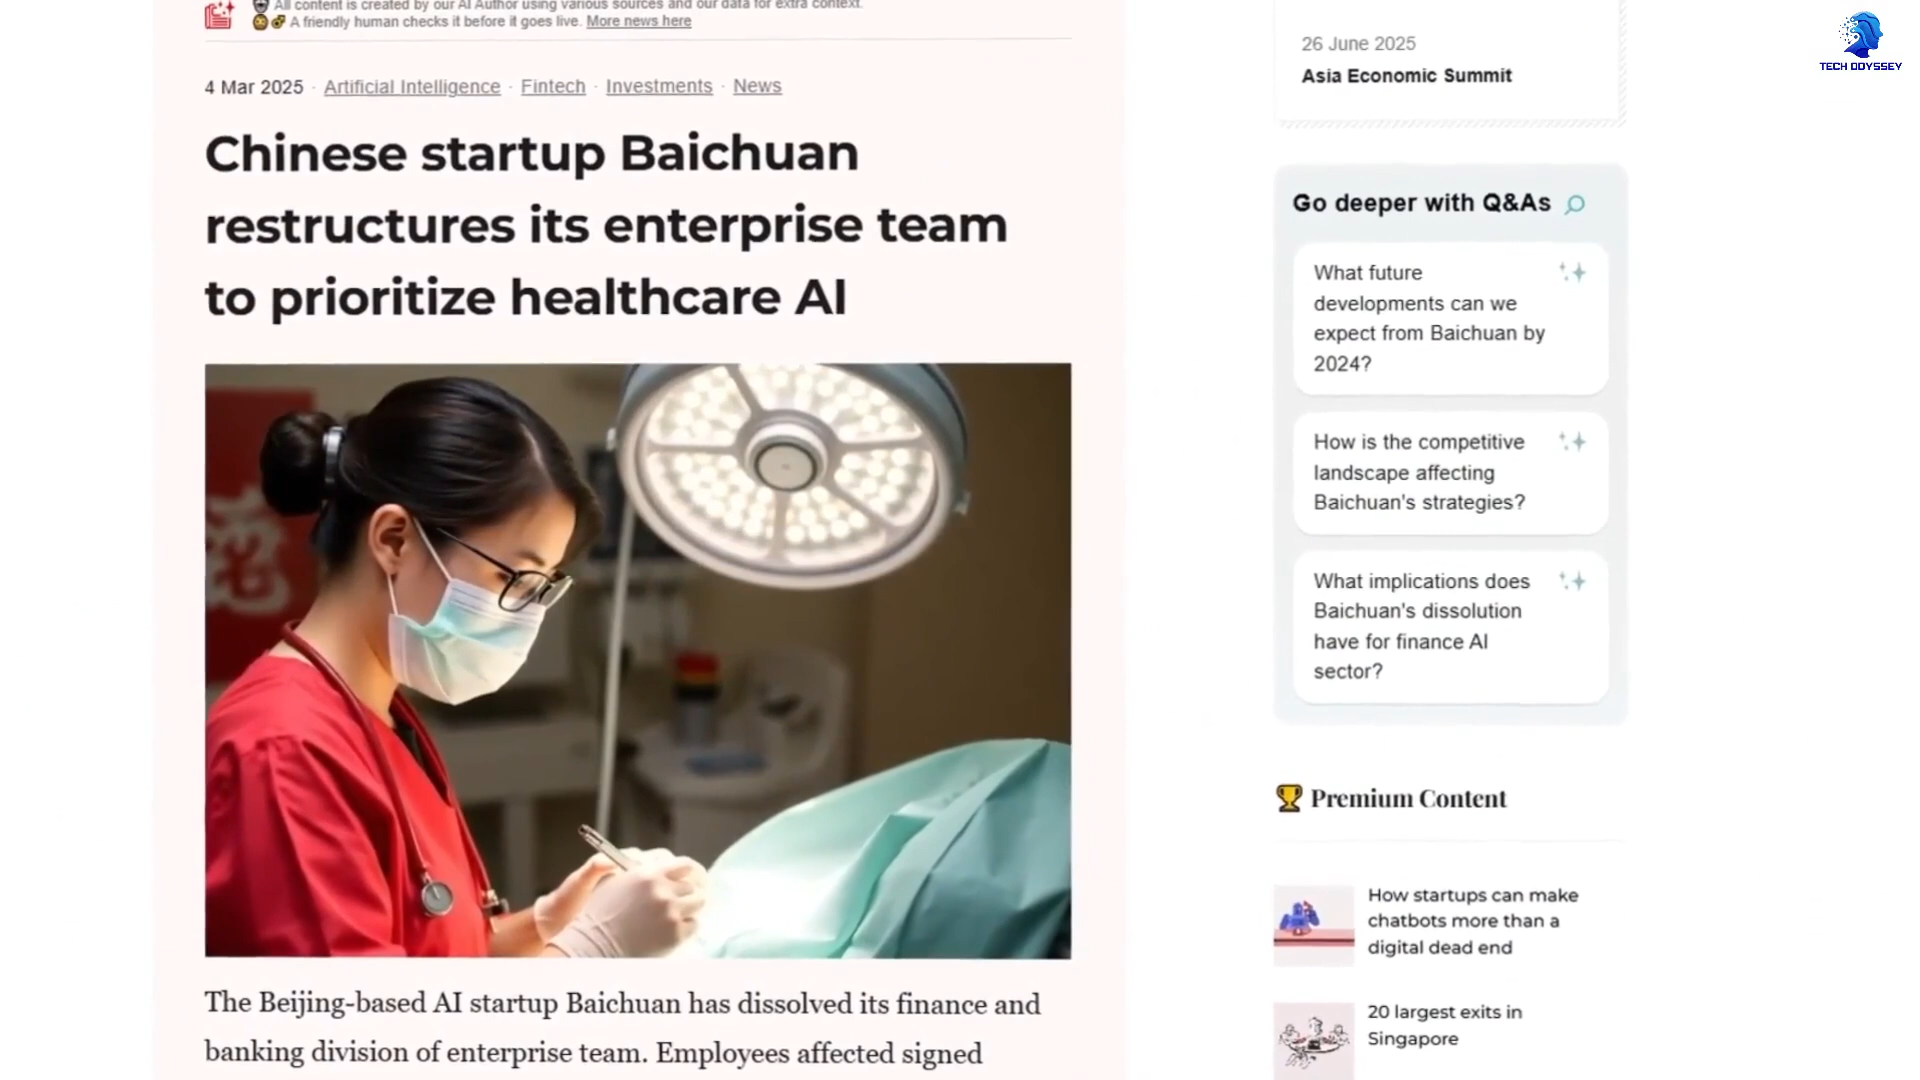 All content is created by our AI Author using various sources and our data for extra context.
A friendly human checks it before it goes live. More news here
4 Mar 2025 · Artificial Intelligence · Fintech · Investments · News
Chinese startup Baichuan
restructures its enterprise team
to prioritize healthcare AI
The Beijing-based AI startup Baichuan has dissolved its finance and
banking division of enterprise team. Employees affected signed
26 June 2025
Asia Economic Summit
Go deeper with Q&As
What future
developments can we
expect from Baichuan by
2024?
How is the competitive
landscape affecting
Baichuan's strategies?
What implications does
Baichuan's dissolution
have for finance AI
sector?
Premium Content
How startups can make
chatbots more than a
digital dead end
20 largest exits in
Singapore
TECH ODYSSEY